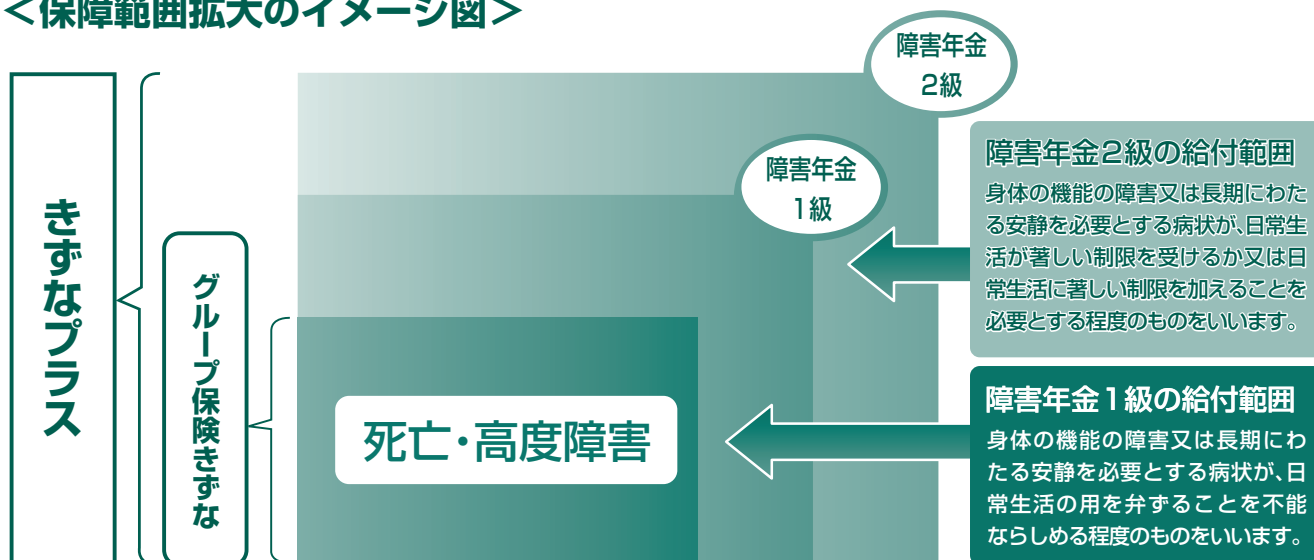 ＜保障範囲拡大のイメージ図＞
きずなプラス
グループ保険きずな
死亡・高度障害
障害年金
2級
障害年金
1級
障害年金2級の給付範囲
身体の機能の障害又は長期にわた
る安静を必要とする病状が、日常生
活が著しい制限を受けるか又は日
常生活に著しい制限を加えることを
必要とする程度のものをいいます。
障害年金1級の給付範囲
身体の機能の障害又は長期にわ
たる安静を必要とする病状が、日
常生活の用を弁ずることを不能
ならしめる程度のものをいいます。